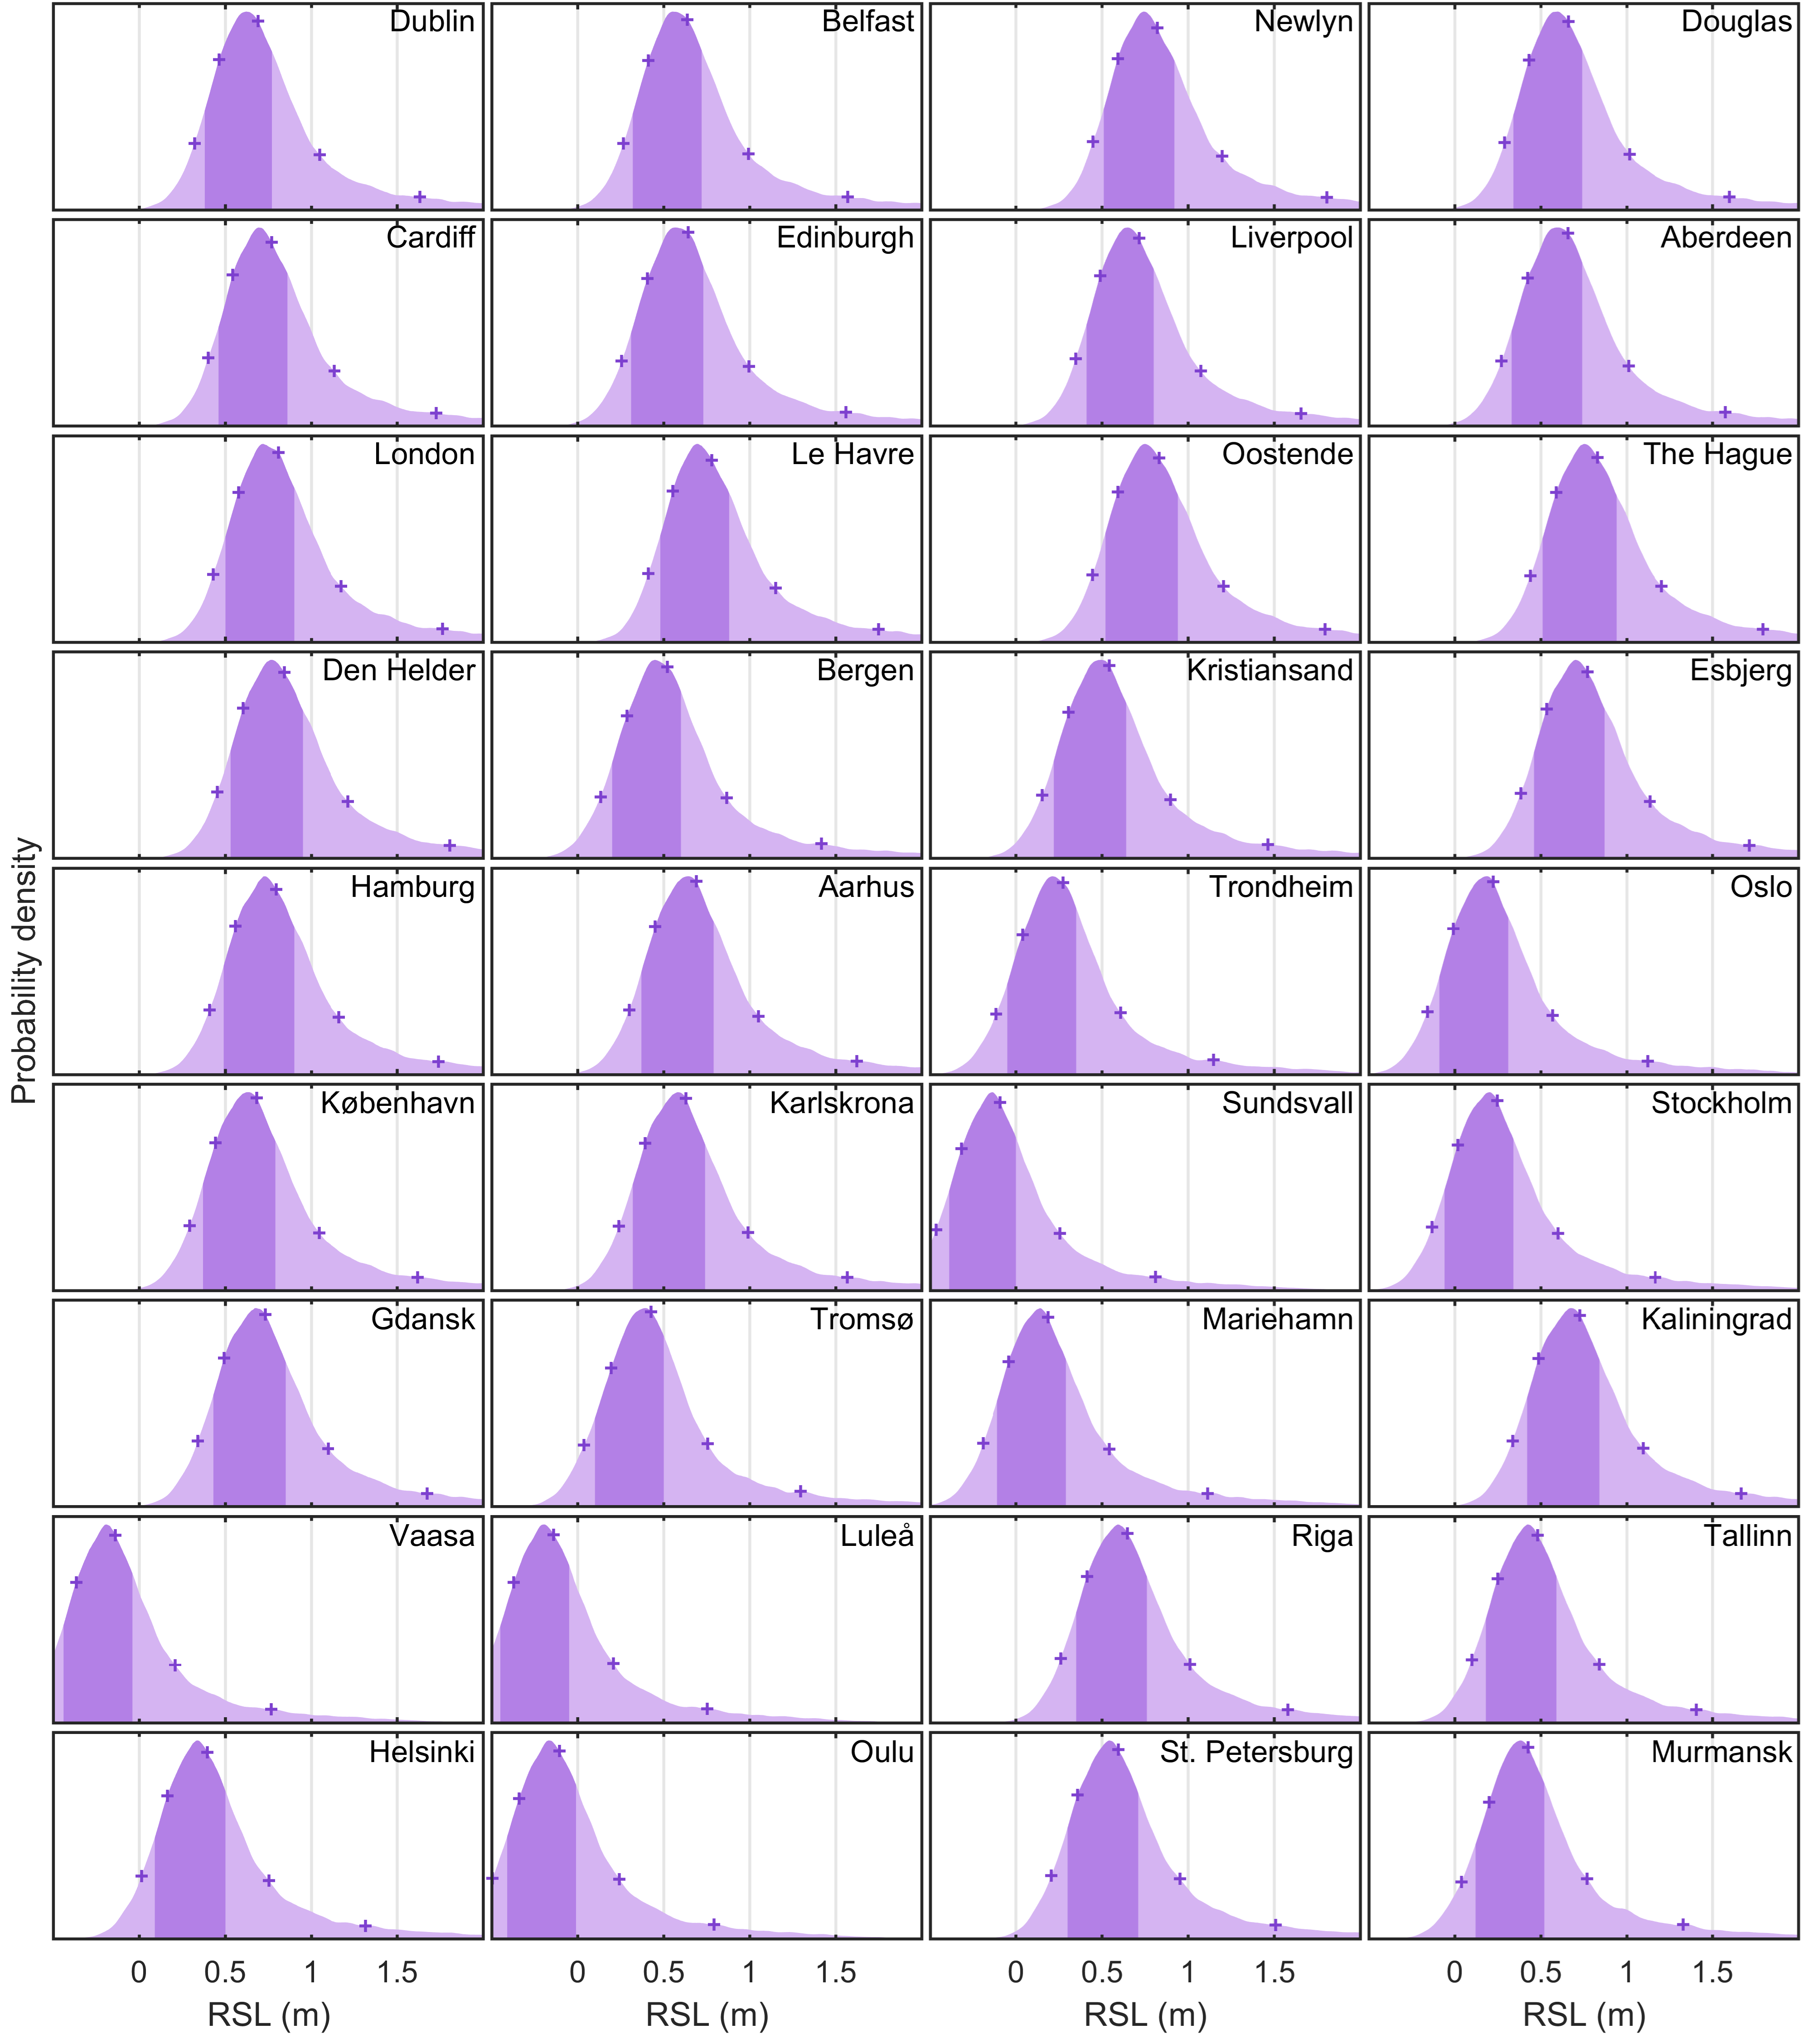 Dublin
Belfast
Newlyn
Douglas
Cardiff
Edinburgh
Liverpool
Aberdeen
London
Le Havre
Oostende
The Hague
Den Helder
Bergen
Kristiansand
Esbjerg
Hamburg
Aarhus
Trondheim
Oslo
København
Karlskrona
Sundsvall
Stockholm
Gdansk
Tromsø
Mariehamn
Kaliningrad
Vaasa
Luleå
Riga
Tallinn
Helsinki
Oulu
St. Petersburg
Murmansk
Probability density
0 0.5 1 1.5
0 0.5 1 1.5
0 0.5 1 1.5
0 0.5 1 1.5
RSL (m)
RSL (m)
RSL (m)
RSL (m)